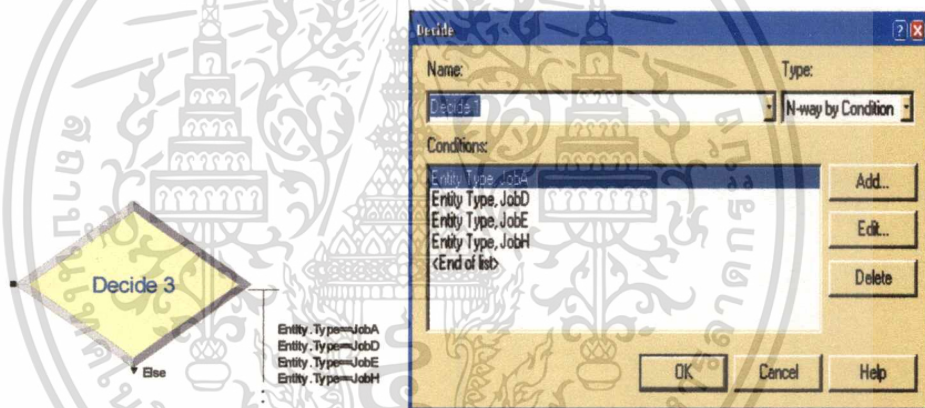 Decide 3
Else
Entity.Type==JobA
Entity.Type==JobD
Entity.Type==JobE
Entity.Type==JobH
Decide
Name:
Type:
Decide 1
N-way by Condition
Conditions:
Entity Type, JobA
Entity Type, JobD
Entity Type, JobE
Entity Type, JobH
<End of list>
Add...
Edit...
Delete
OK
Cancel
Help